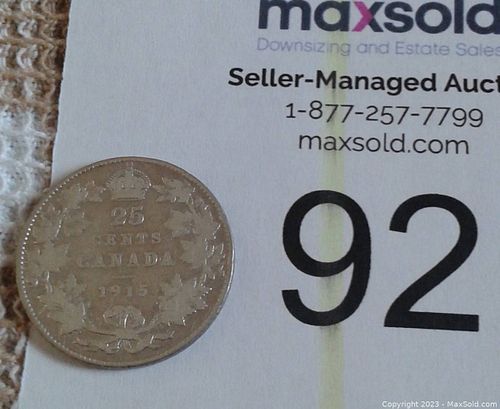 maxsold
Downsizing and Estate Sales
Seller-Managed Auct
1-877-257-7799
maxsold.com
92
25
CENTS
CANADA
1915
Copyright 2023 - MaxSold.com